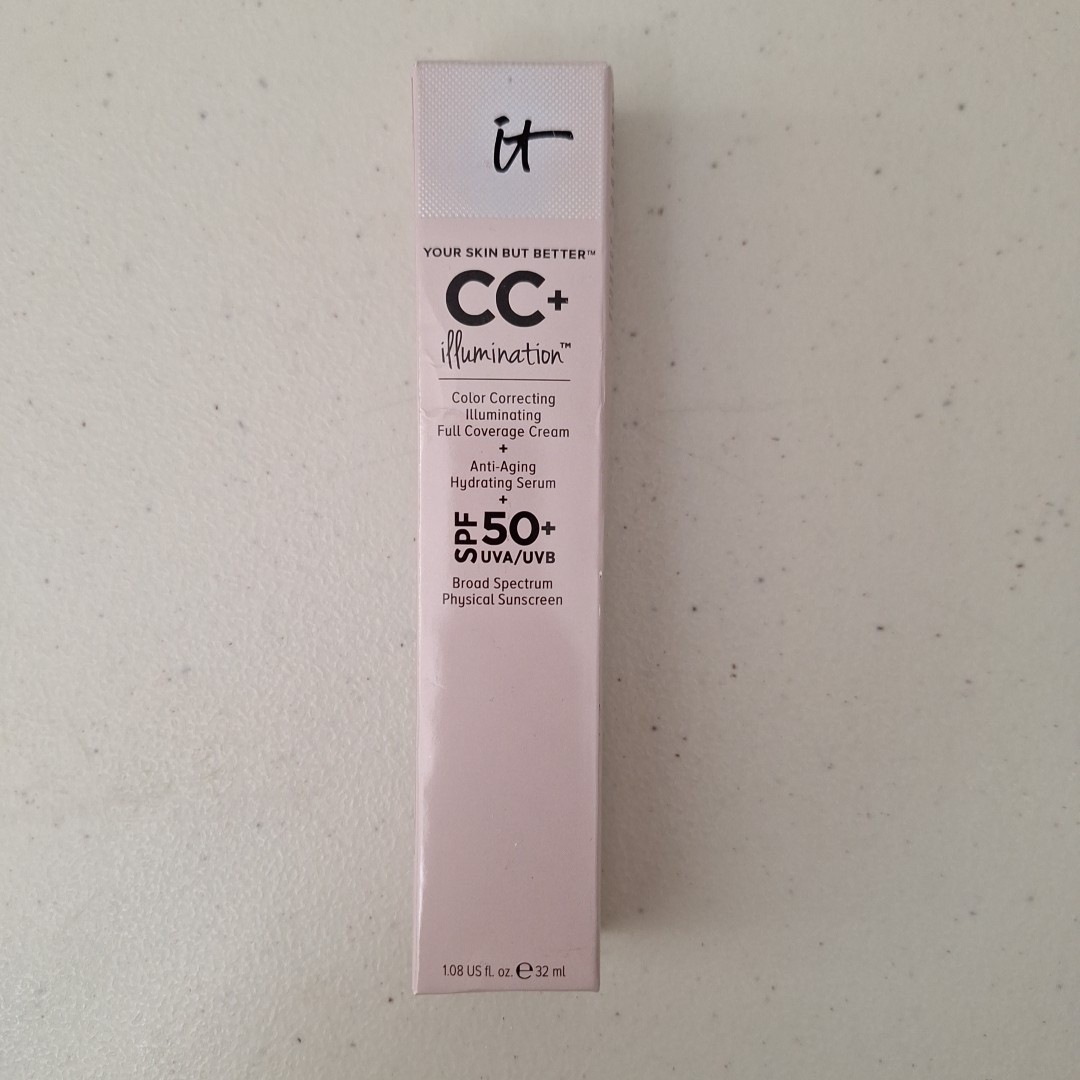 it
YOUR SKIN BUT BETTER™
CC+
illumination™
Color Correcting
Illuminating
Full Coverage Cream
+
Anti-Aging
Hydrating Serum
+
SPF 50+
UVA/UVB
Broad Spectrum
Physical Sunscreen
1.08 US fl. oz. ℮ 32 ml